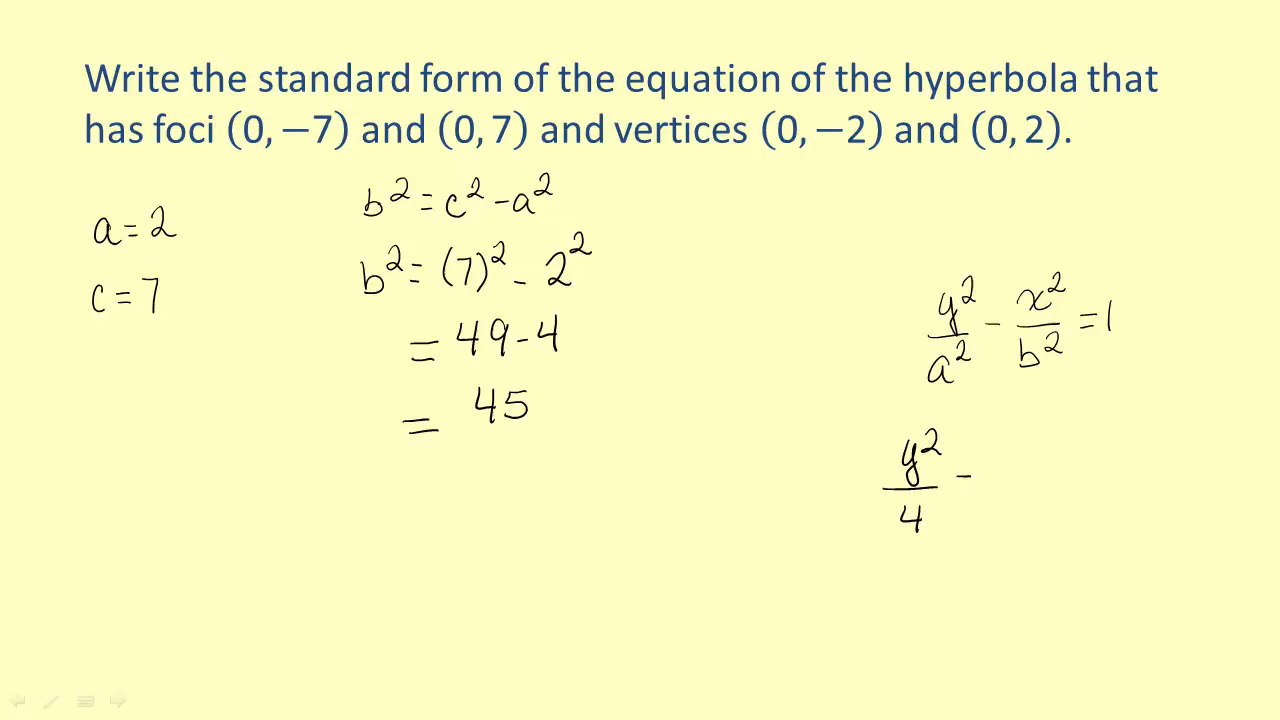 Write the standard form of the equation of the hyperbola that
has foci (0, −7) and (0, 7) and vertices (0, −2) and (0, 2).
a = 2
c = 7
b² = c² - a²
b² = (7)² - 2²
= 49 - 4
= 45
y²/a² - x²/b² = 1
y²/4 -